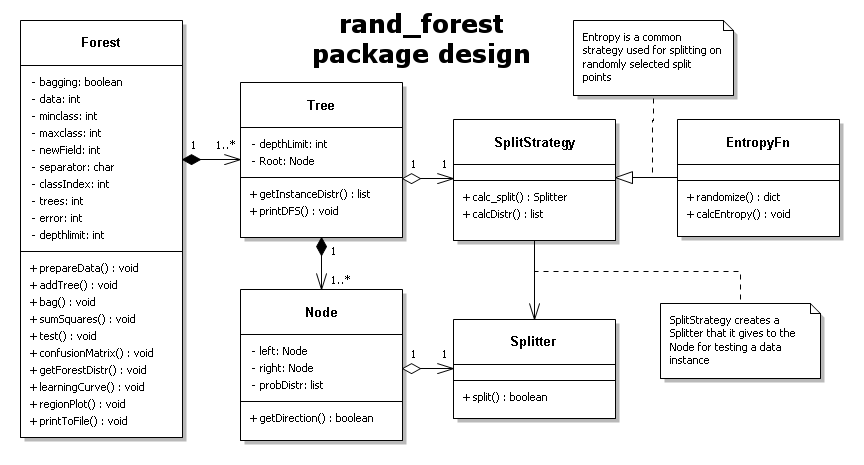 rand_forest
package design
Forest
- bagging: boolean
- data: int
- minclass: int
- maxclass: int
- newField: int
- separator: char
- classIndex: int
- trees: int
- error: int
- depthlimit: int
+ prepareData() : void
+ addTree() : void
+ bag() : void
+ sumSquares() : void
+ test() : void
+ confusionMatrix() : void
+ getForestDistr() : void
+ learningCurve() : void
+ regionPlot() : void
+ printToFile() : void
1
1..*
Tree
- depthLimit: int
- Root: Node
+ getInstanceDistr() : list
+ printDFS() : void
1
1
1
1..*
Node
- left: Node
- right: Node
- probDistr: list
+ getDirection() : boolean
1
1
SplitStrategy
+ calc_split() : Splitter
+ calcDistr() : list
Splitter
+ split() : boolean
Entropy is a common
strategy used for splitting on
randomly selected split
points
EntropyFn
+ randomize() : dict
+ calcEntropy() : void
SplitStrategy creates a
Splitter that it gives to the
Node for testing a data
instance